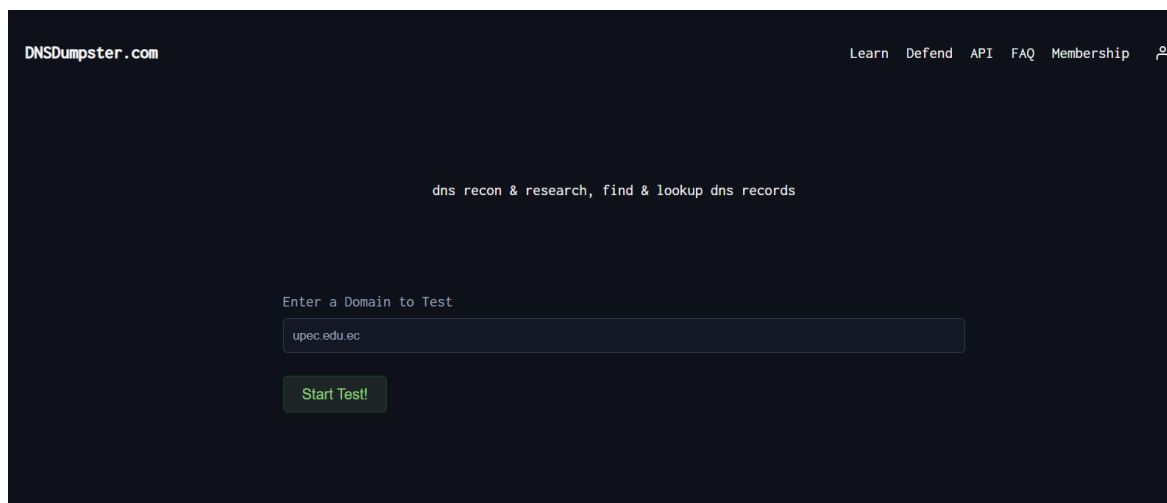 DNSDumpster.com
Learn Defend API FAQ Membership
dns recon & research, find & lookup dns records
Enter a Domain to Test
upec.edu.ec
Start Test!